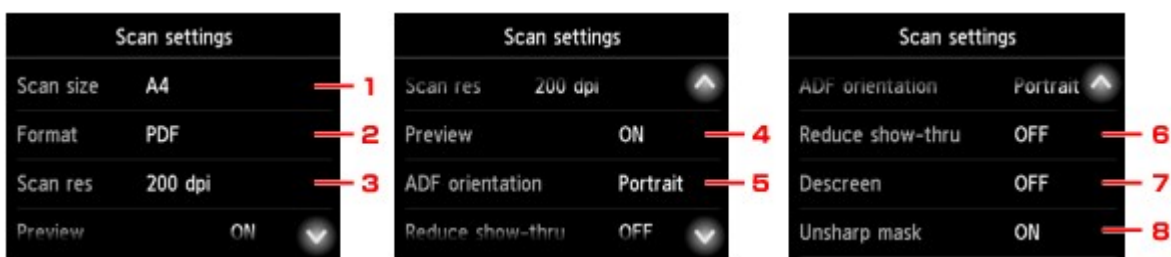 Scan settings
Scan size A4 1
Format PDF 2
Scan res 200 dpi 3
Preview ON
Scan settings
Scan res 200 dpi
Preview ON 4
ADF orientation Portrait 5
Reduce show-thru OFF
Scan settings
ADF orientation Portrait
Reduce show-thru OFF 6
Descreen OFF 7
Unsharp mask ON 8